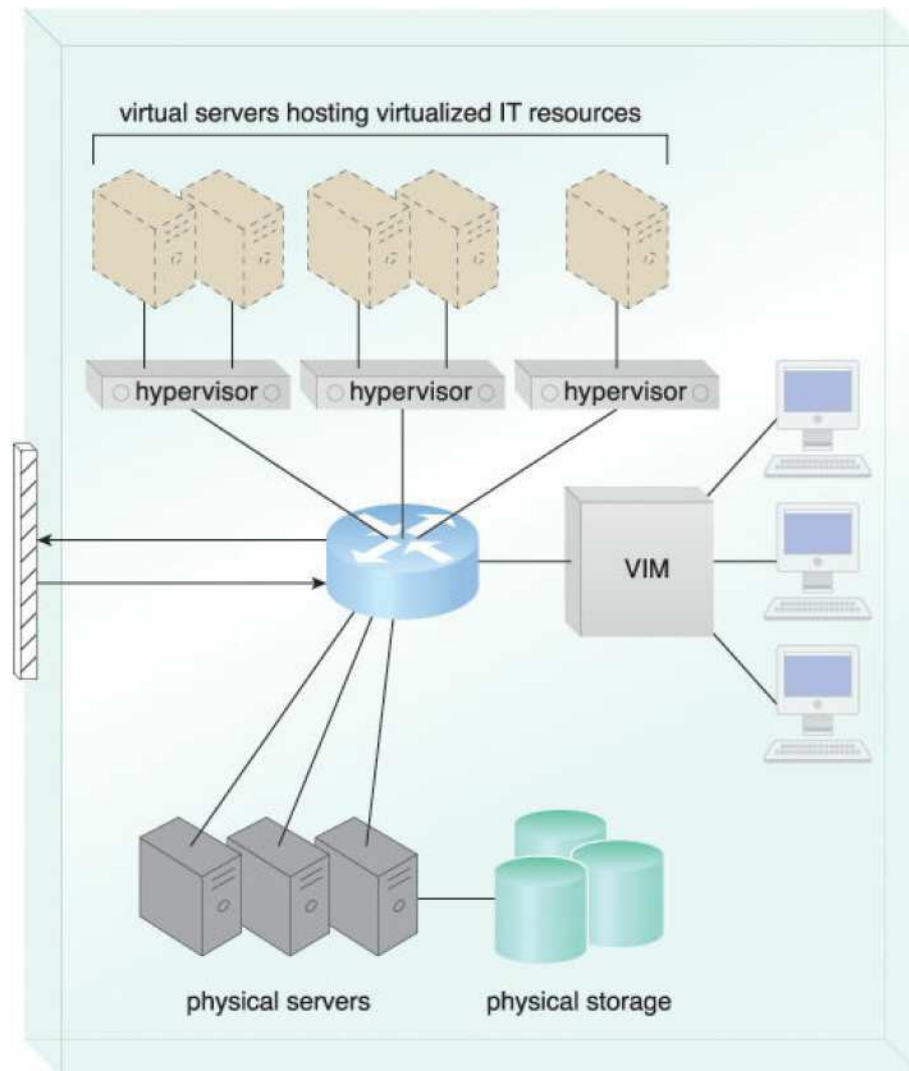 virtual servers hosting virtualized IT resources
hypervisor
hypervisor
hypervisor
VIM
physical servers
physical storage